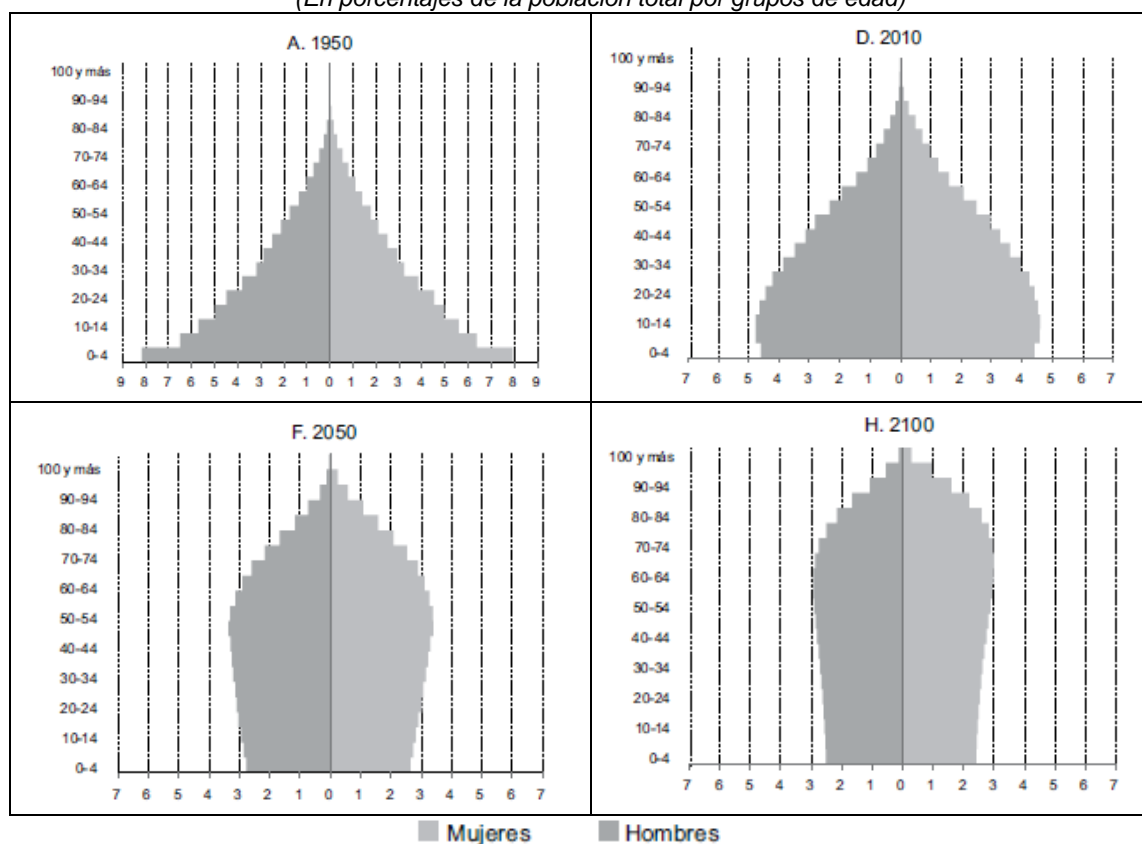 (En porcentajes de la población total por grupos de edad)
A. 1950
100 y más
90-94
80-84
70-74
60-64
50-54
40-44
30-34
20-24
10-14
0-4
9 8 7 6 5 4 3 2 1 0 1 2 3 4 5 6 7 8 9
D. 2010
100 y más
90-94
80-84
70-74
60-64
50-54
40-44
30-34
20-24
10-14
0-4
7 6 5 4 3 2 1 0 1 2 3 4 5 6 7
F. 2050
100 y más
90-94
80-84
70-74
60-64
50-54
40-44
30-34
20-24
10-14
0-4
7 6 5 4 3 2 1 0 1 2 3 4 5 6 7
H. 2100
100 y más
90-94
80-84
70-74
60-64
50-54
40-44
30-34
20-24
10-14
0-4
7 6 5 4 3 2 1 0 1 2 3 4 5 6 7
Mujeres Hombres